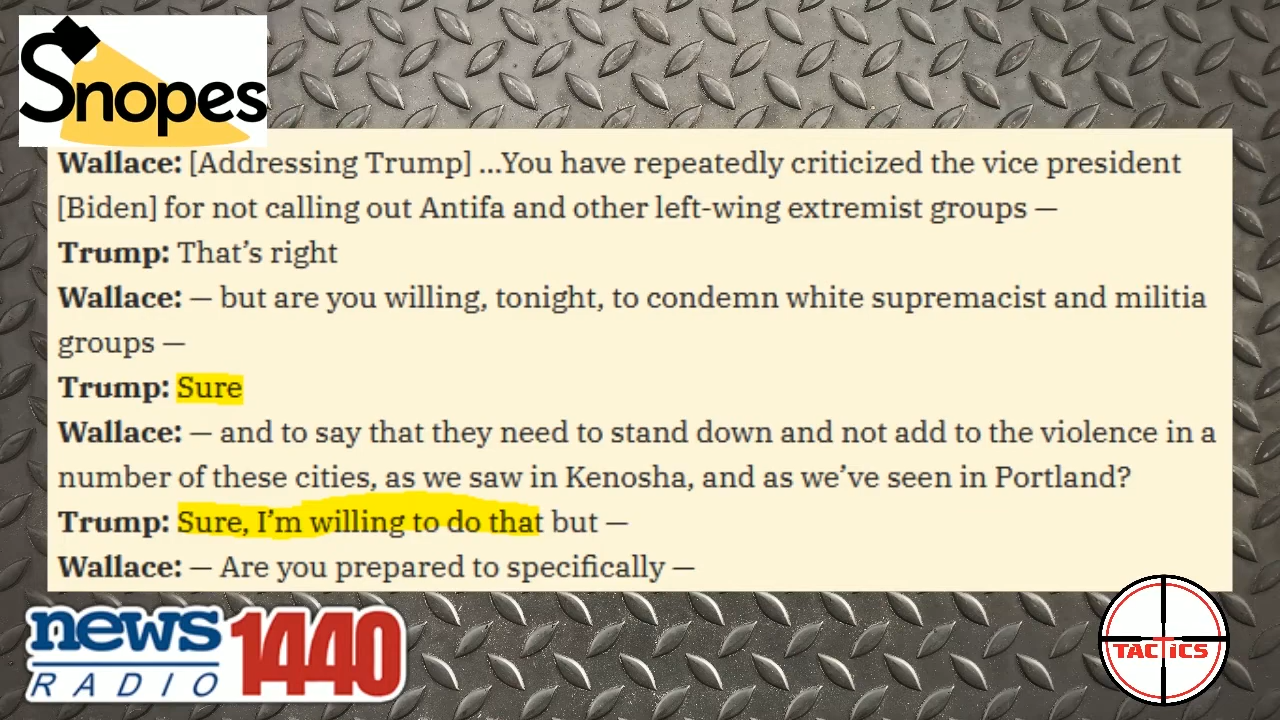 Snopes
Wallace: [Addressing Trump] ...You have repeatedly criticized the vice president
[Biden] for not calling out Antifa and other left-wing extremist groups —
Trump: That’s right
Wallace: — but are you willing, tonight, to condemn white supremacist and militia
groups —
Trump: Sure
Wallace: — and to say that they need to stand down and not add to the violence in a
number of these cities, as we saw in Kenosha, and as we’ve seen in Portland?
Trump: Sure, I’m willing to do that but —
Wallace: — Are you prepared to specifically —
news
RADIO
1440
TACTICS